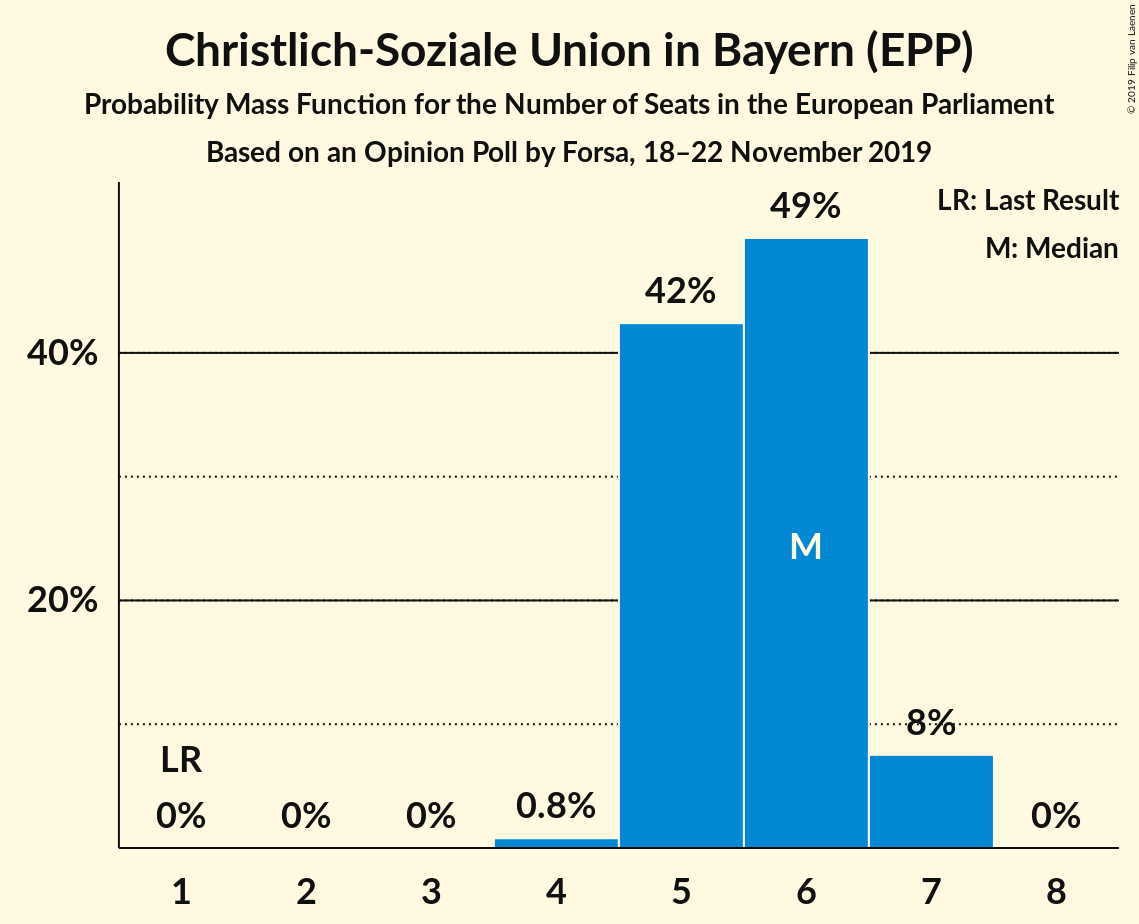 Christlich-Soziale Union in Bayern (EPP)
Probability Mass Function for the Number of Seats in the European Parliament
Based on an Opinion Poll by Forsa, 18–22 November 2019
© 2019 Filip van Laenen
LR: Last Result
M: Median
49%
42%
40%
M
20%
8%
LR
0%
0%
0%
0.8%
0%
1
2
3
4
5
6
7
8